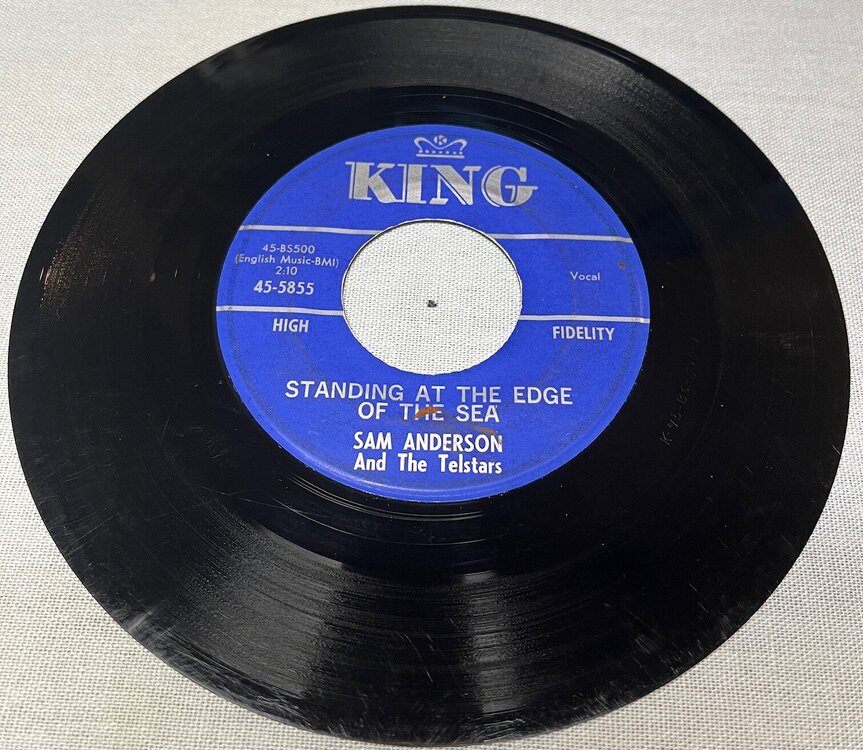 K
KING
45-BS500
(English Music-BMI)
2:10
45-5855
Vocal
HIGH FIDELITY
STANDING AT THE EDGE
OF THE SEA
SAM ANDERSON
And The Telstars